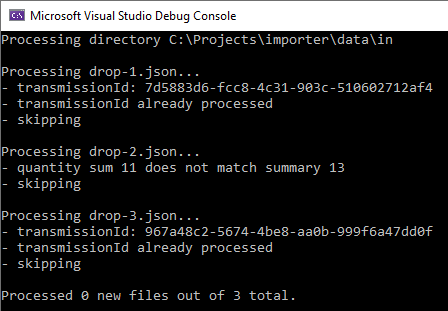 Microsoft Visual Studio Debug Console
Processing directory C:\Projects\importer\data\in
Processing drop-1.json...
- transmissionId: 7d5883d6-fcc8-4c31-903c-510602712af4
- transmissionId already processed
- skipping
Processing drop-2.json...
- quantity sum 11 does not match summary 13
- skipping
Processing drop-3.json...
- transmissionId: 967a48c2-5674-4be8-aa0b-999f6a47dd0f
- transmissionId already processed
- skipping
Processed 0 new files out of 3 total.